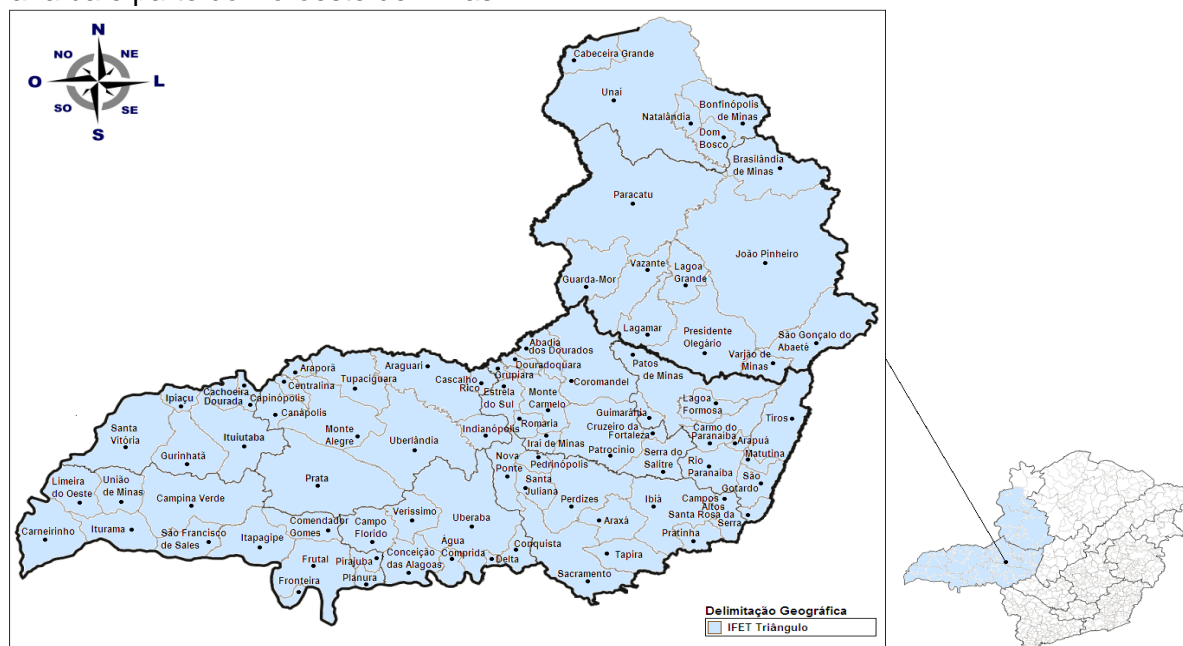 N
NO
NE
O
L
SO
SE
S
Cabeceira Grande
Unaí
Bonfinópolis
de Minas
Natalândia
Dom
Bosco
Brasilândia
de Minas
Paracatu
João Pinheiro
Vazante
Lagoa
Grande
Guarda-Mor
Lagamar
Presidente
Olegário
São Gonçalo do
Abaeté
Varjão de
Minas
Abadia
dos Dourados
Patos
de Minas
Douradoquara
Araguari
Cascalho
Rico
Grupiara
Estrela
do Sul
Coromandel
Araporã
Centralina
Tupaciguara
Cachoeira
Dourada
Capinópolis
Ipiaçu
Canápolis
Monte
Carmelo
Lagoa
Formosa
Tiros
Guimarânia
Romaria
Cruzeiro da
Fortaleza
Carmo do
Paranaiba
Arapuá
Santa
Vitória
Ituiutaba
Monte
Alegre
Uberlândia
Indianópolis
Irai de Minas
Patrocinio
Serra do
Salitre
Matutina
Gurinhatã
Nova
Ponte
Pedrinópolis
Rio
Paranaiba
São
Gotardo
Limeira
do Oeste
União
de Minas
Prata
Santa
Juliana
Campina Verde
Perdizes
Ibiá
Campos
Altos
Santa Rosa da
Serra
Carneirinho
Iturama
São Francisco
de Sales
Itapagipe
Comendador
Gomes
Campo
Florido
Verissimo
Uberaba
Araxá
Pratinha
Água
Comprida
Conquista
Tapira
Frutal
Pirajuba
Conceição
das Alagoas
Delta
Fronteira
Planura
Sacramento
Delimitação Geográfica
IFET Triângulo